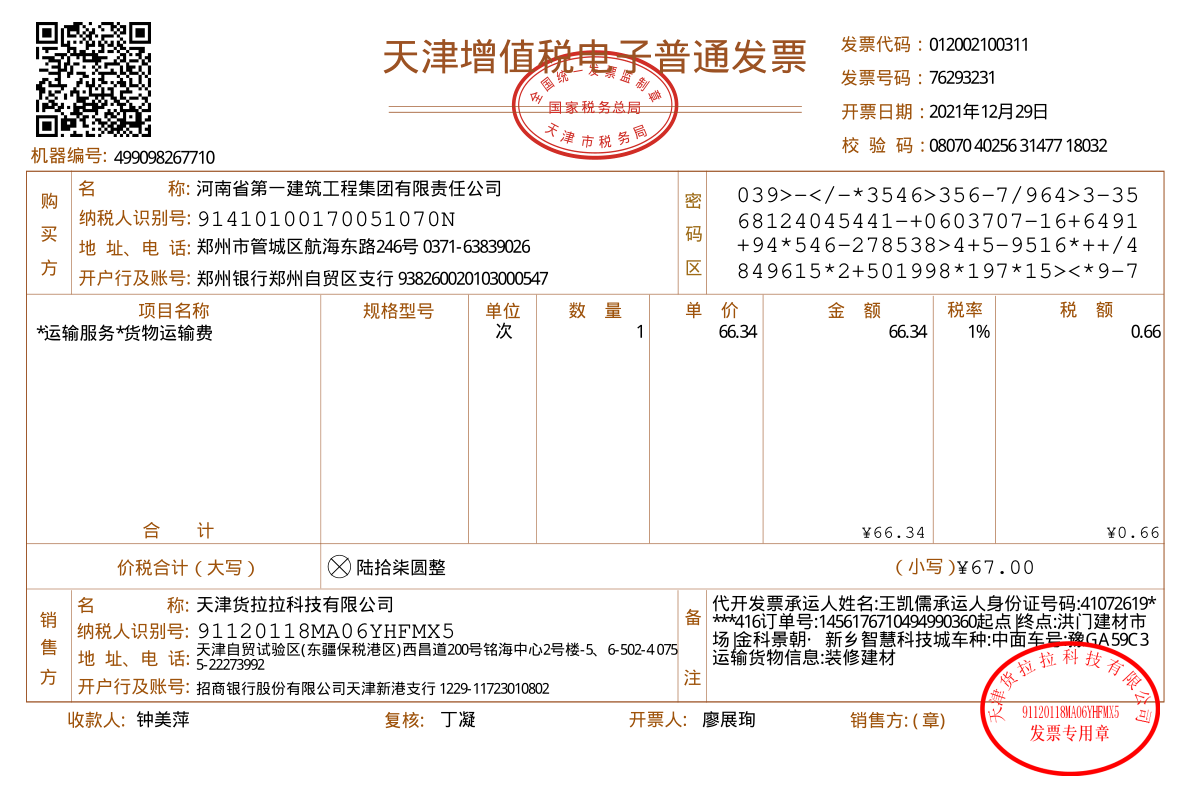 天津增值税电子普通发票
全国统一发票监制章
国家税务总局
天津市税务局
发票代码：012002100311
发票号码：76293231
开票日期：2021年12月29日
校 验 码：08070 40256 31477 18032
机器编号: 499098267710
购买方
名 称: 河南省第一建筑工程集团有限责任公司
纳税人识别号: 91410100170051070N
地 址、电 话: 郑州市管城区航海东路246号 0371-63839026
开户行及账号: 郑州银行郑州自贸区支行 938260020103000547
密码区
039>-</-*3546>356-7/964>3-35
68124045441-+0603707-16+6491
+94*546-278538>4+5-9516*++/4
849615*2+501998*197*15><*9-7
项目名称 规格型号 单位 数 量 单 价 金 额 税率 税 额
*运输服务*货物运输费 次 1 66.34 66.34 1% 0.66
合 计 ¥66.34 ¥0.66
价税合计（大写） 陆拾柒圆整 （小写）¥67.00
销售方
名 称: 天津货拉拉科技有限公司
纳税人识别号: 91120118MA06YHFMX5
地 址、电 话: 天津自贸试验区(东疆保税港区)西昌道200号铭海中心2号楼-5、6-502-4 075
5-22273992
开户行及账号: 招商银行股份有限公司天津新港支行 1229-11723010802
备注
代开发票承运人姓名:王凯儒承运人身份证号码:41072619*
***416订单号:1456176710494990360起点|终点:洪门建材市
场|金科景朝· 新乡智慧科技城车种:中面车号:豫GA59C3
运输货物信息:装修建材
收款人: 钟美萍 复核: 丁凝 开票人: 廖展珣 销售方: ( 章)
天津货拉拉科技有限公司
91120118MA06YHFMX5
发票专用章